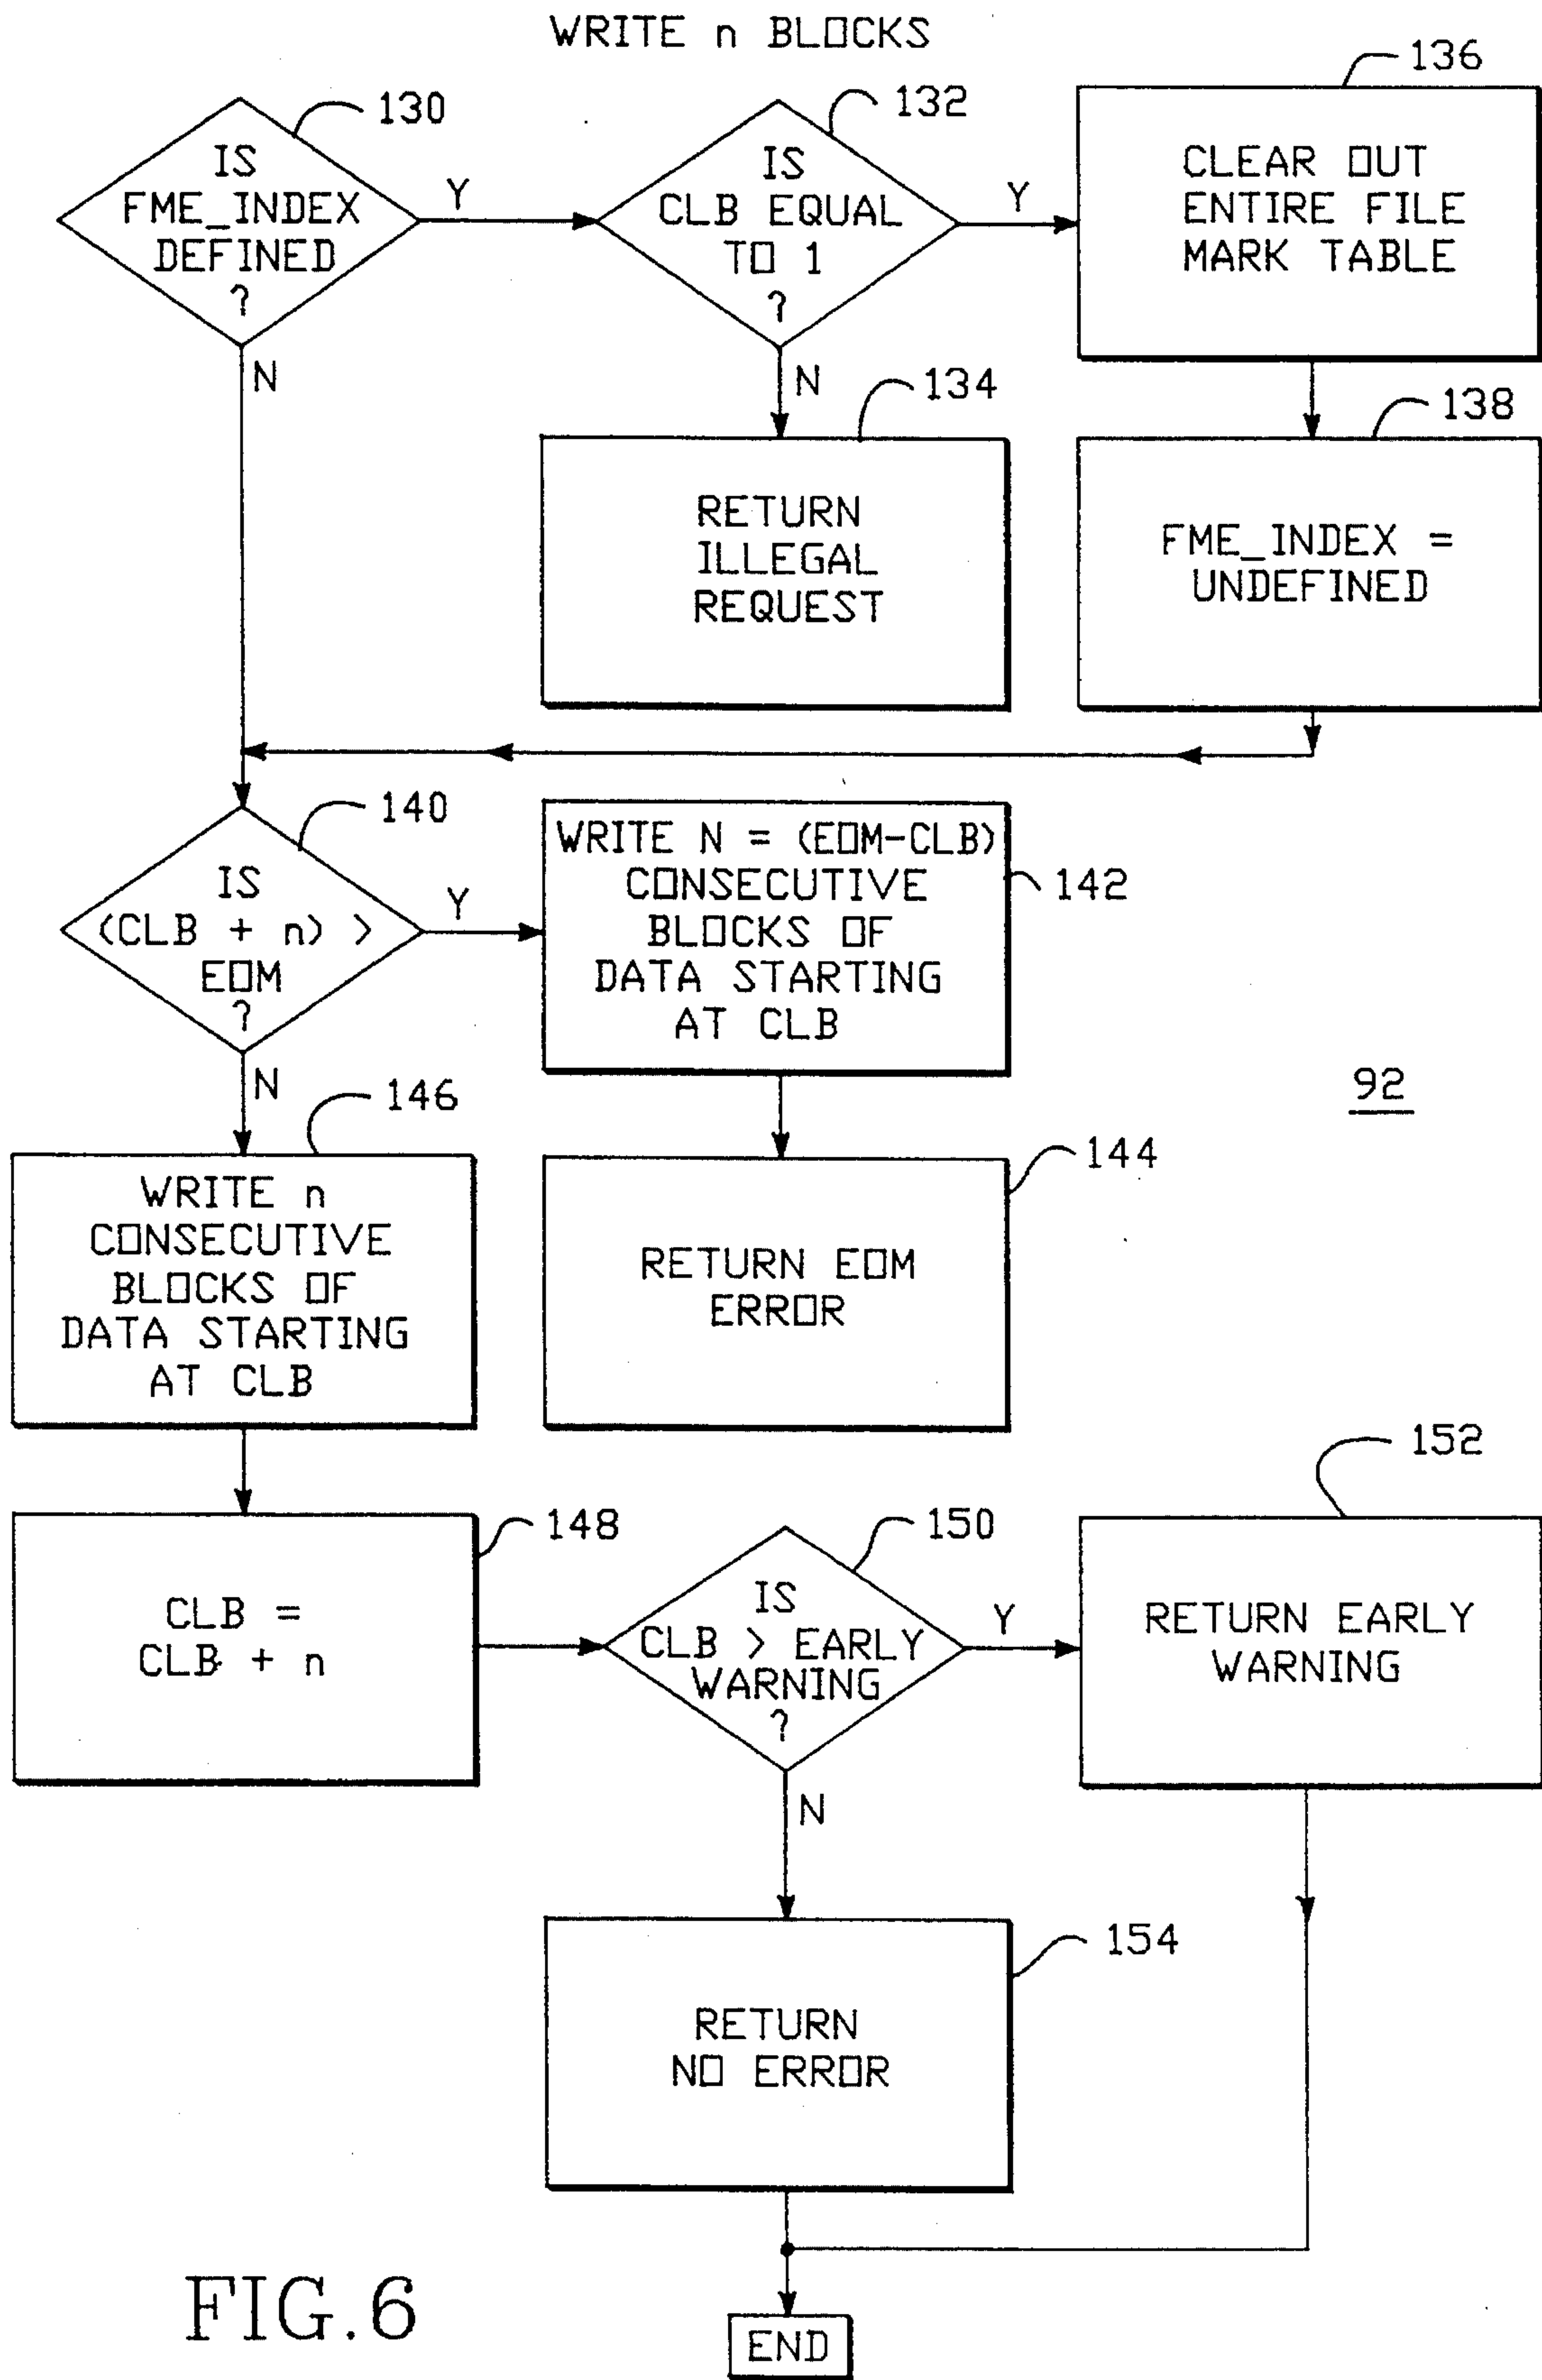 WRITE n BLOCKS
130
IS
FME_INDEX
DEFINED
?
Y
N
132
IS
CLB EQUAL
TO 1
?
Y
N
136
CLEAR OUT
ENTIRE FILE
MARK TABLE
134
RETURN
ILLEGAL
REQUEST
138
FME_INDEX =
UNDEFINED
140
IS
(CLB + n) >
EOM
?
Y
N
WRITE N = (EOM-CLB)
CONSECUTIVE
BLOCKS OF
DATA STARTING
AT CLB
142
92
146
WRITE n
CONSECUTIVE
BLOCKS OF
DATA STARTING
AT CLB
144
RETURN EOM
ERROR
148
CLB =
CLB + n
150
IS
CLB > EARLY
WARNING
?
Y
N
152
RETURN EARLY
WARNING
154
RETURN
NO ERROR
END
FIG.6